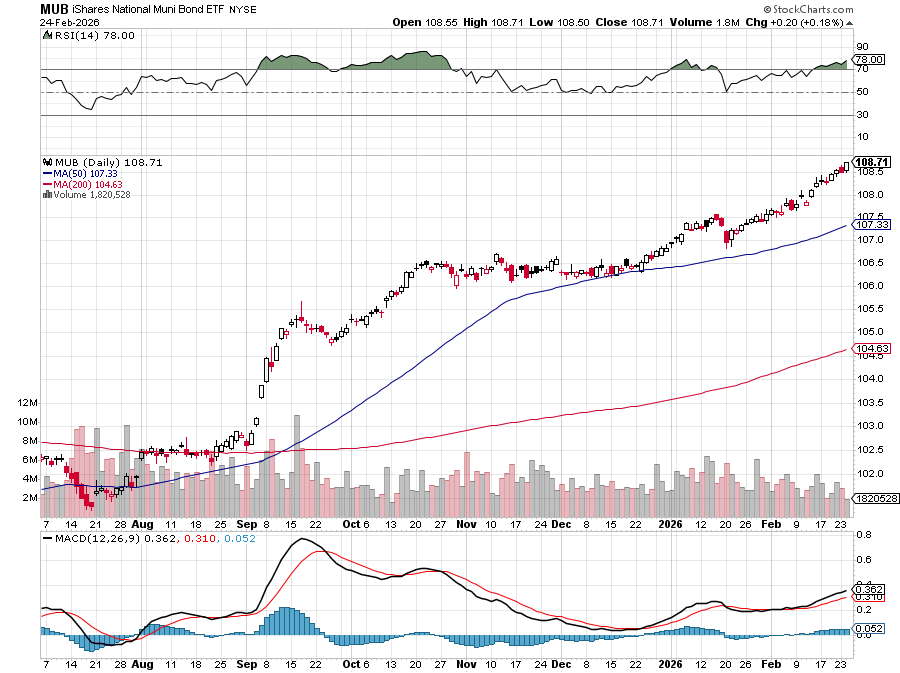 MUB iShares National Muni Bond ETF NYSE
© StockCharts.com
24-Feb-2026
Open 108.55 High 108.71 Low 108.50 Close 108.71 Volume 1.8M Chg +0.20 (+0.18%)
RSI(14) 78.00
90
78.00
70
50
30
10
MUB (Daily) 108.71
MA(50) 107.33
MA(200) 104.63
Volume 1,820,528
108.71
108.5
108.0
107.5
107.33
107.0
106.5
106.0
105.5
105.0
104.63
104.5
104.0
103.5
103.0
102.5
102.0
1820528
12M
10M
8M
6M
4M
2M
7 14 21 28 Aug 11 18 25 Sep 8 15 22 Oct 6 13 20 27 Nov 10 17 24 Dec 8 15 22 2026 12 20 26 Feb 9 17 23
MACD(12,26,9) 0.362, 0.310, 0.052
0.8
0.6
0.4
0.362
0.310
0.2
0.052
0.0
7 14 21 28 Aug 11 18 25 Sep 8 15 22 Oct 6 13 20 27 Nov 10 17 24 Dec 8 15 22 2026 12 20 26 Feb 9 17 23